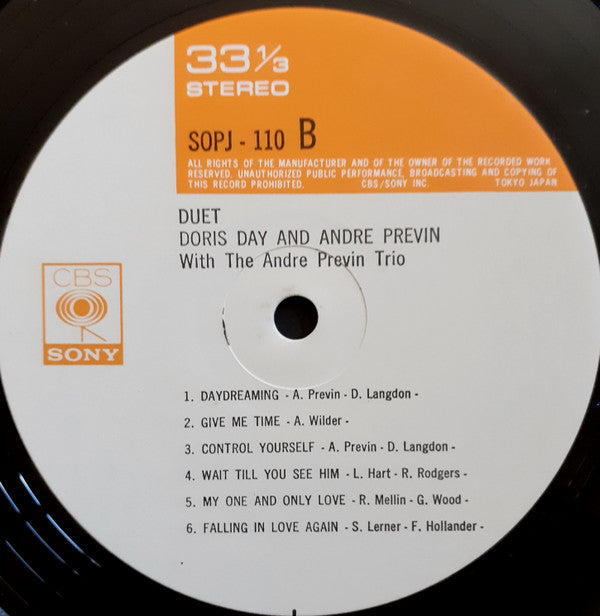 33 1/3
STEREO
SOPJ - 110 B
ALL RIGHTS OF THE MANUFACTURER AND OF THE OWNER OF THE RECORDED WORK
RESERVED. UNAUTHORIZED PUBLIC PERFORMANCE, BROADCASTING AND COPYING OF
THIS RECORD PROHIBITED. CBS/SONY INC. TOKYO JAPAN
DUET
DORIS DAY AND ANDRE PREVIN
With The Andre Previn Trio
CBS
SONY
1. DAYDREAMING - A. Previn - D. Langdon -
2. GIVE ME TIME - A. Wilder -
3. CONTROL YOURSELF - A. Previn - D. Langdon -
4. WAIT TILL YOU SEE HIM - L. Hart - R. Rodgers -
5. MY ONE AND ONLY LOVE - R. Mellin - G. Wood -
6. FALLING IN LOVE AGAIN - S. Lerner - F. Hollander -